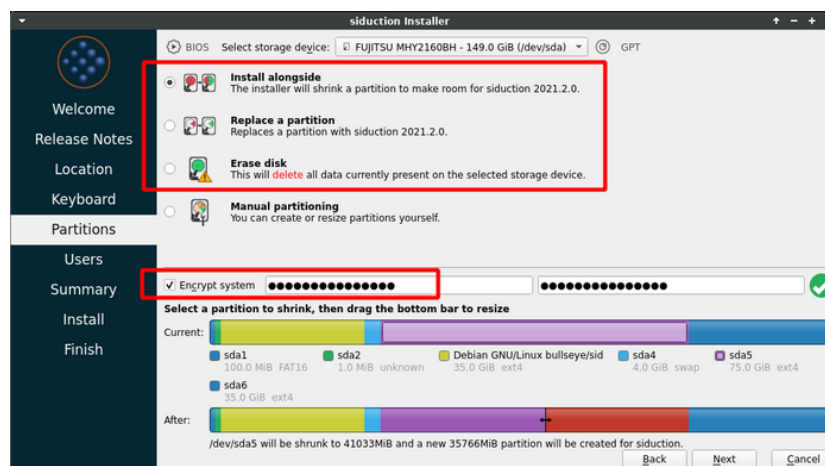 siduction Installer
BIOS Select storage device: FUJITSU MHY2160BH - 149.0 GiB (/dev/sda) GPT
Install alongside
The installer will shrink a partition to make room for siduction 2021.2.0.
Replace a partition
Replaces a partition with siduction 2021.2.0.
Erase disk
This will delete all data currently present on the selected storage device.
Manual partitioning
You can create or resize partitions yourself.
Welcome
Release Notes
Location
Keyboard
Partitions
Users
Summary
Install
Finish
Encrypt system ●●●●●●●●●●●●●●● ●●●●●●●●●●●●●●●
Select a partition to shrink, then drag the bottom bar to resize
Current:
sda1 sda2 Debian GNU/Linux bullseye/sid sda4 sda5
100.0 MiB FAT16 1.0 MiB unknown 35.0 GiB ext4 4.0 GiB swap 75.0 GiB ext4
sda6
35.0 GiB ext4
After:
/dev/sda5 will be shrunk to 41033MiB and a new 35766MiB partition will be created for siduction.
Back Next Cancel